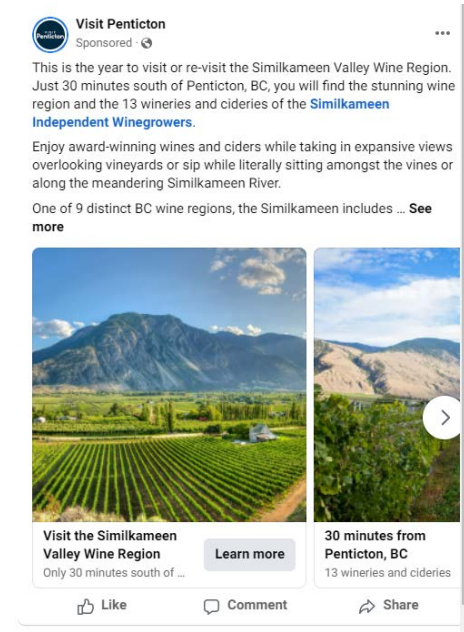 Visit Penticton
Sponsored ·
VISIT
Penticton
This is the year to visit or re-visit the Similkameen Valley Wine Region.
Just 30 minutes south of Penticton, BC, you will find the stunning wine
region and the 13 wineries and cideries of the Similkameen
Independent Winegrowers.
Enjoy award-winning wines and ciders while taking in expansive views
overlooking vineyards or sip while literally sitting amongst the vines or
along the meandering Similkameen River.
One of 9 distinct BC wine regions, the Similkameen includes ... See
more
Visit the Similkameen
Valley Wine Region
Only 30 minutes south of ...
Learn more
30 minutes from
Penticton, BC
13 wineries and cideries
Like
Comment
Share